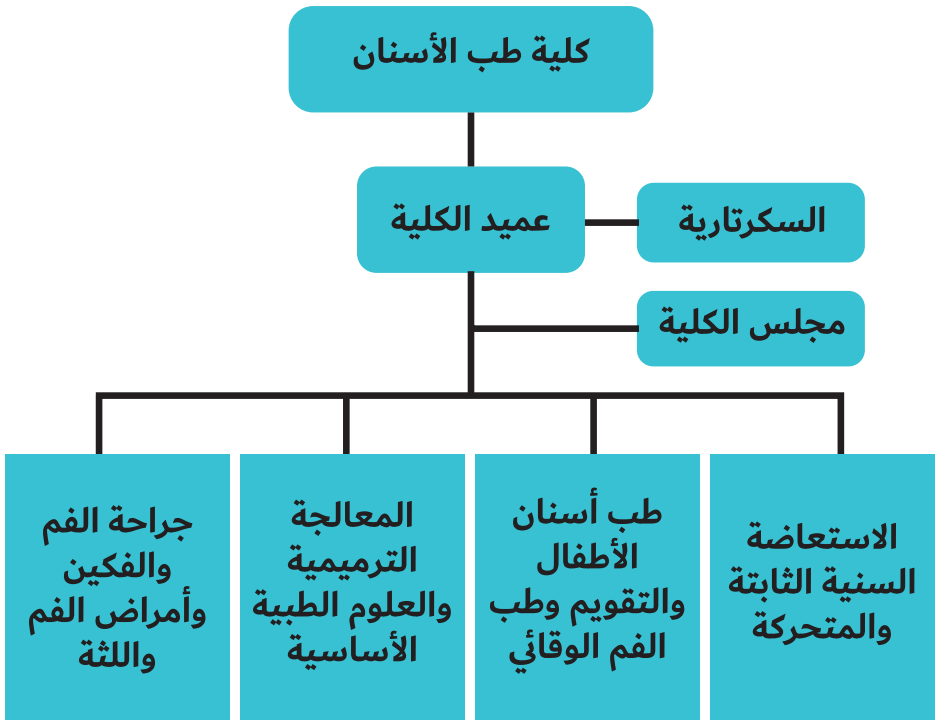 كلية طب الأسنان
عميد الكلية
السكرتارية
مجلس الكلية
الاستعاضة
السنية الثابتة
والمتحركة
طب أسنان
الأطفال
والتقويم وطب
الفم الوقائي
المعالجة
الترميمية
والعلوم الطبية
الأساسية
جراحة الفم
والفكين
وأمراض الفم
واللثة